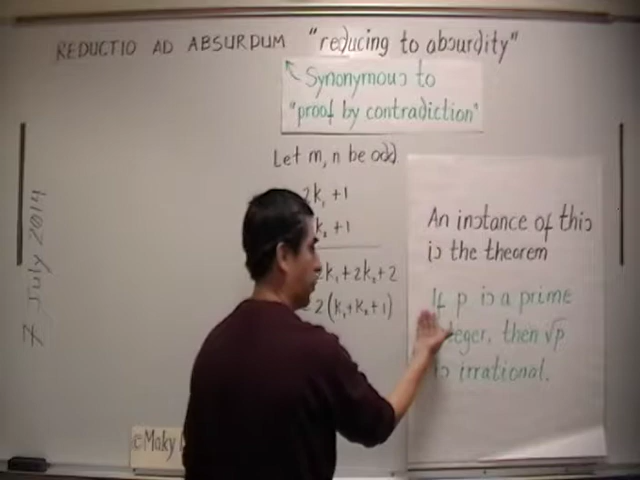 REDUCTIO AD ABSURDUM "reducing to absurdity"
Synonymous to
"proof by contradiction"
Let m, n be odd
2k₁ +1
k₂ +1
2k₁ + 2k₂ + 2
2(k₁+k₂+1)
An instance of this
is the theorem
If p is a prime
teger, then √p
is irrational.
7 July 2014
©Maky